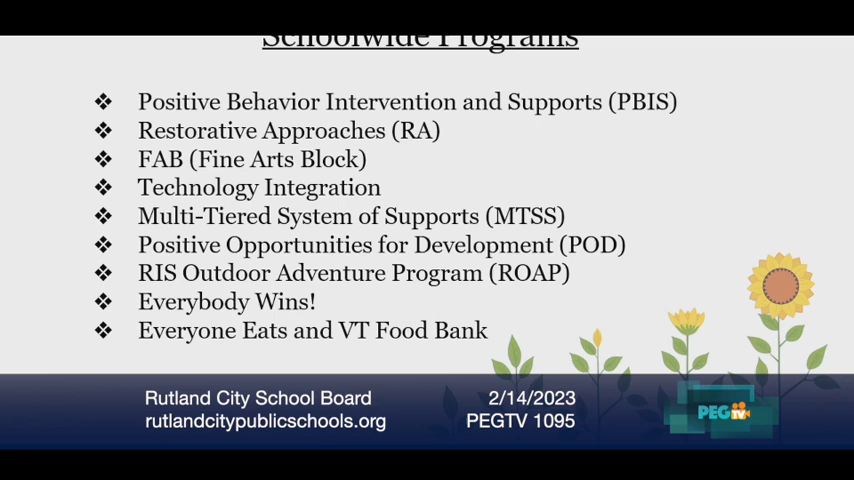 Schoolwide Programs
❖ Positive Behavior Intervention and Supports (PBIS)
❖ Restorative Approaches (RA)
❖ FAB (Fine Arts Block)
❖ Technology Integration
❖ Multi-Tiered System of Supports (MTSS)
❖ Positive Opportunities for Development (POD)
❖ RIS Outdoor Adventure Program (ROAP)
❖ Everybody Wins!
❖ Everyone Eats and VT Food Bank
Rutland City School Board 2/14/2023
rutlandcitypublicschools.org PEGTV 1095
PEGTV